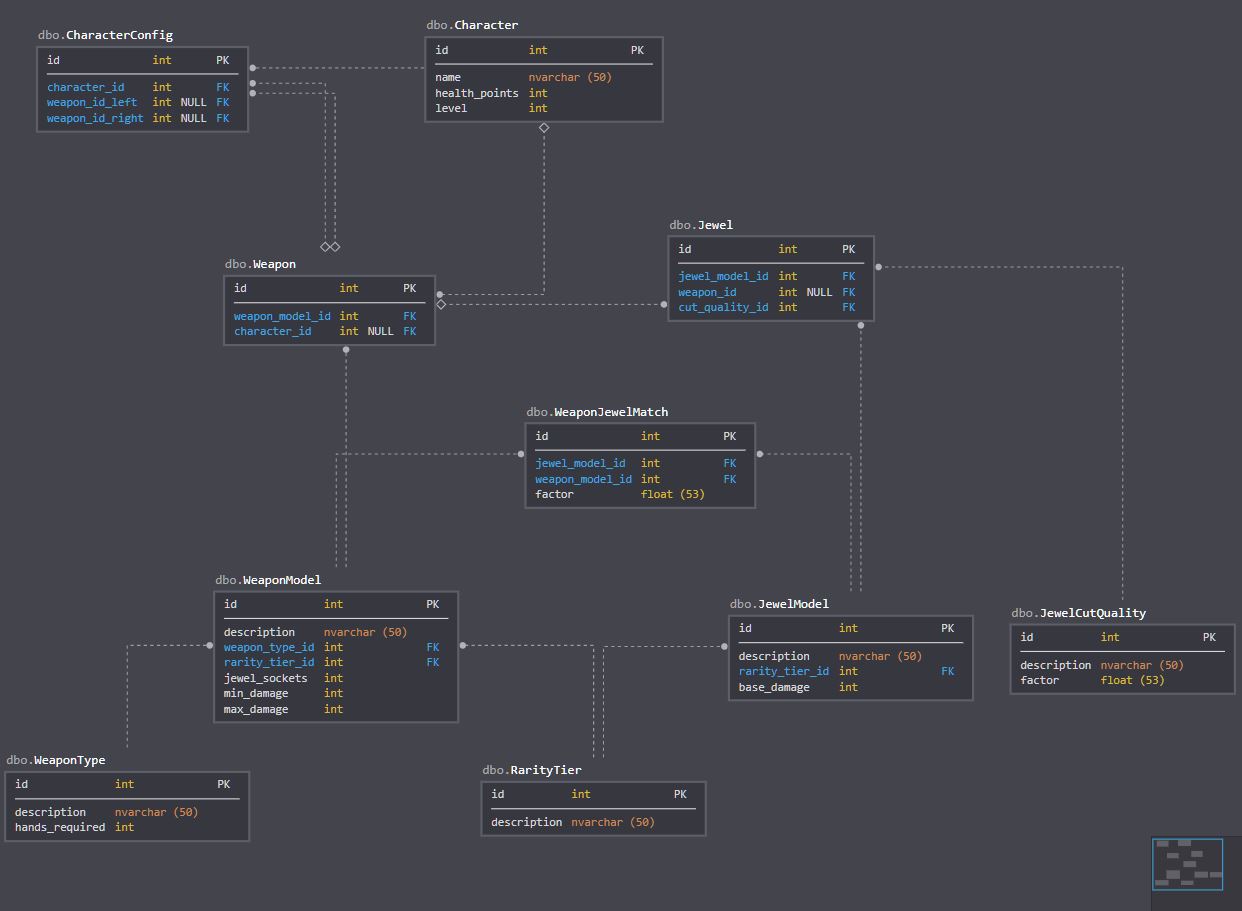 dbo.CharacterConfig
id int PK
character_id int FK
weapon_id_left int NULL FK
weapon_id_right int NULL FK
dbo.Character
id int PK
name nvarchar (50)
health_points int
level int
dbo.Jewel
id int PK
jewel_model_id int FK
weapon_id int NULL FK
cut_quality_id int FK
dbo.Weapon
id int PK
weapon_model_id int FK
character_id int NULL FK
dbo.WeaponJewelMatch
id int PK
jewel_model_id int FK
weapon_model_id int FK
factor float (53)
dbo.WeaponModel
id int PK
description nvarchar (50)
weapon_type_id int FK
rarity_tier_id int FK
jewel_sockets int
min_damage int
max_damage int
dbo.JewelModel
id int PK
description nvarchar (50)
rarity_tier_id int FK
base_damage int
dbo.JewelCutQuality
id int PK
description nvarchar (50)
factor float (53)
dbo.WeaponType
id int PK
description nvarchar (50)
hands_required int
dbo.RarityTier
id int PK
description nvarchar (50)